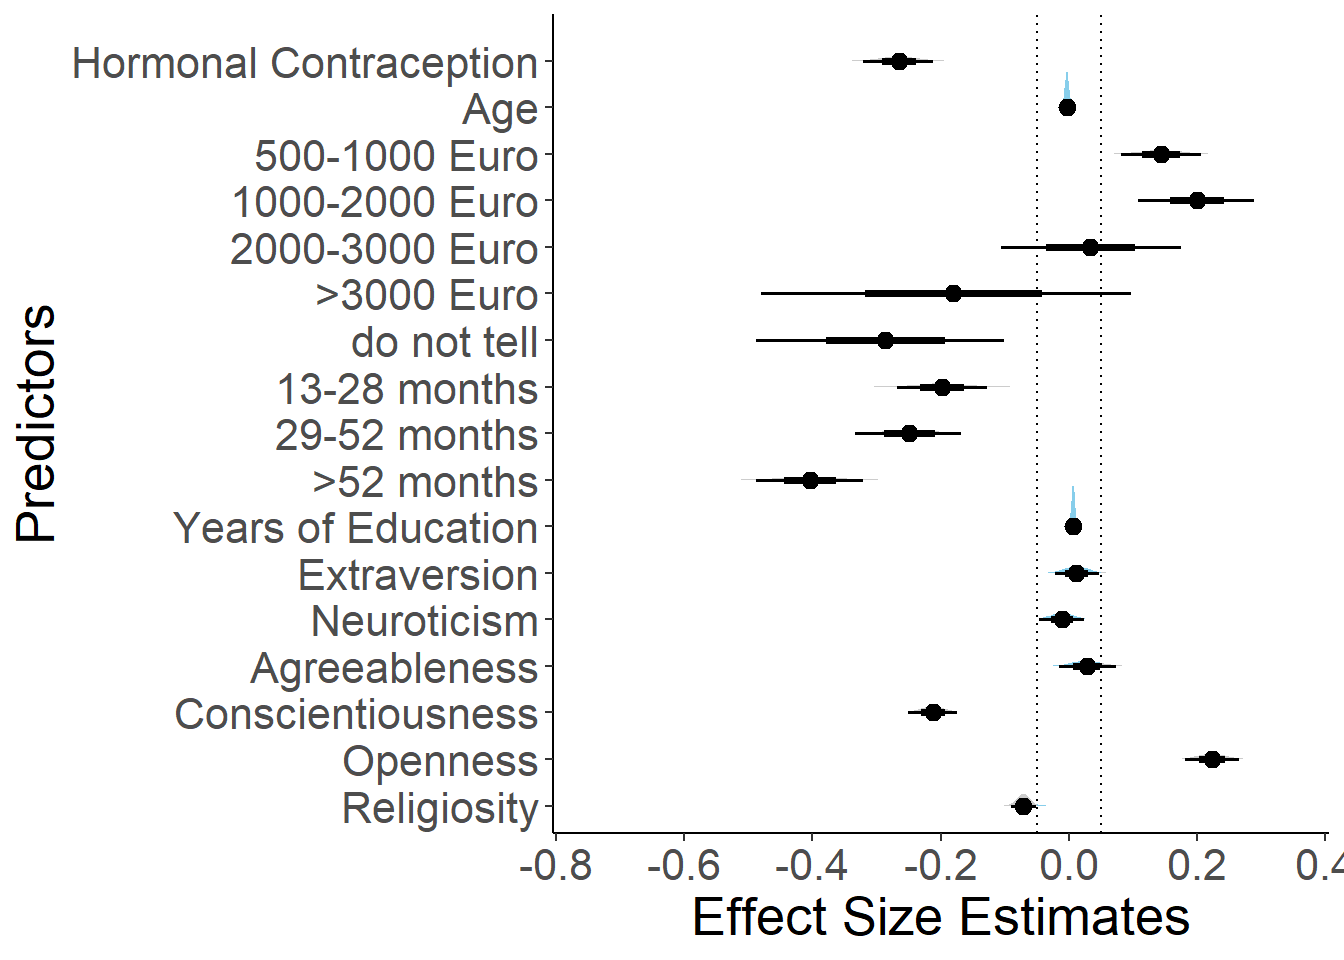 Hormonal Contraception
Age
500-1000 Euro
1000-2000 Euro
2000-3000 Euro
>3000 Euro
do not tell
13-28 months
29-52 months
>52 months
Years of Education
Extraversion
Neuroticism
Agreeableness
Conscientiousness
Openness
Religiosity
Predictors
-0.8 -0.6 -0.4 -0.2 0.0 0.2 0.4
Effect Size Estimates